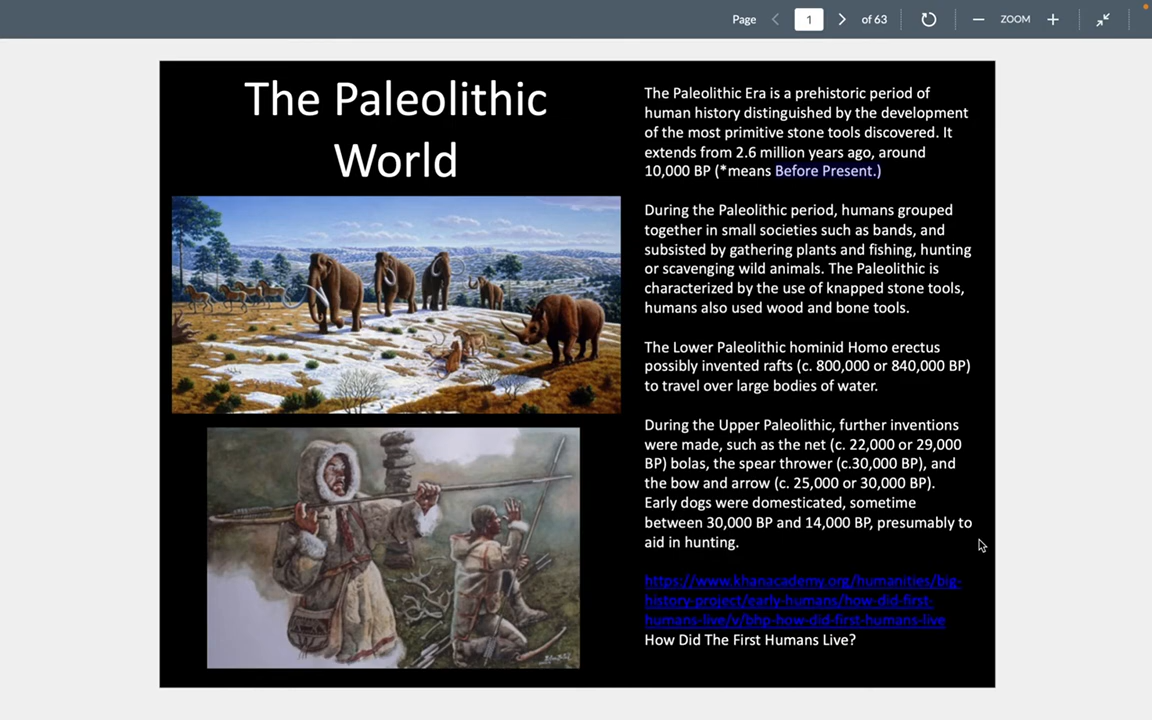 Page 1 of 63 ZOOM
The Paleolithic
World
The Paleolithic Era is a prehistoric period of
human history distinguished by the development
of the most primitive stone tools discovered. It
extends from 2.6 million years ago, around
10,000 BP (*means Before Present.)
During the Paleolithic period, humans grouped
together in small societies such as bands, and
subsisted by gathering plants and fishing, hunting
or scavenging wild animals. The Paleolithic is
characterized by the use of knapped stone tools,
humans also used wood and bone tools.
The Lower Paleolithic hominid Homo erectus
possibly invented rafts (c. 800,000 or 840,000 BP)
to travel over large bodies of water.
During the Upper Paleolithic, further inventions
were made, such as the net (c. 22,000 or 29,000
BP) bolas, the spear thrower (c.30,000 BP), and
the bow and arrow (c. 25,000 or 30,000 BP).
Early dogs were domesticated, sometime
between 30,000 BP and 14,000 BP, presumably to
aid in hunting.
https://www.khanacademy.org/humanities/big-
history-project/early-humans/how-did-first-
humans-live/v/bhp-how-did-first-humans-live
How Did The First Humans Live?